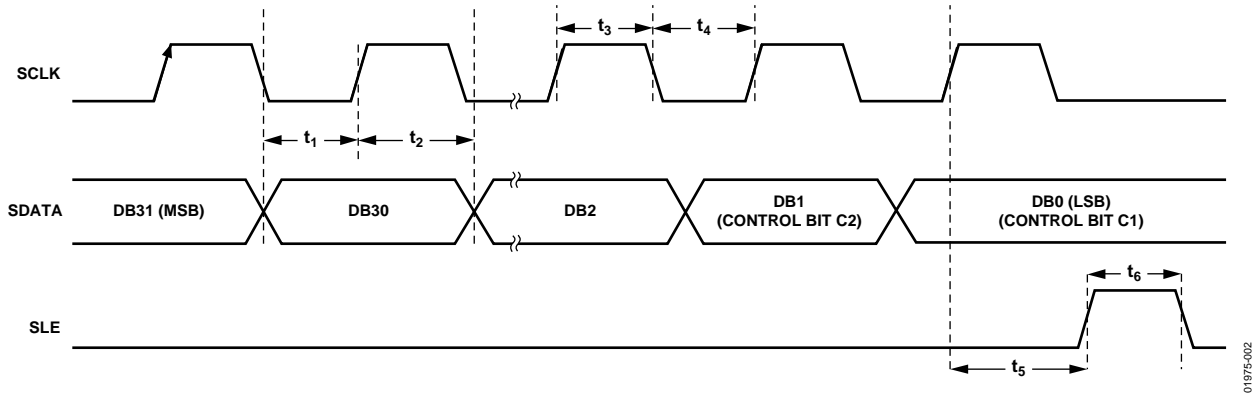 t3
t4
SCLK
t1
t2
SDATA
DB31 (MSB)
DB30
DB2
DB1
(CONTROL BIT C2)
DB0 (LSB)
(CONTROL BIT C1)
t6
SLE
t5
01975-002